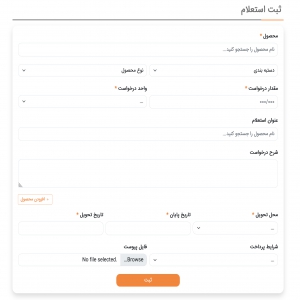 ثبت استعلام
محصول *
نام محصول را جستجو کنید...
دسته بندی
نوع محصول
مقدار درخواست *
واحد درخواست *
۰۰۰/۰۰۰
...
عنوان استعلام
نام محصول را جستجو کنید...
شرح درخواست
+ افزودن محصول
محل تحویل *
تاریخ پایان *
تاریخ تحویل *
...
شرایط پرداخت
فایل پیوست
...
Browse... No file selected.
ثبت